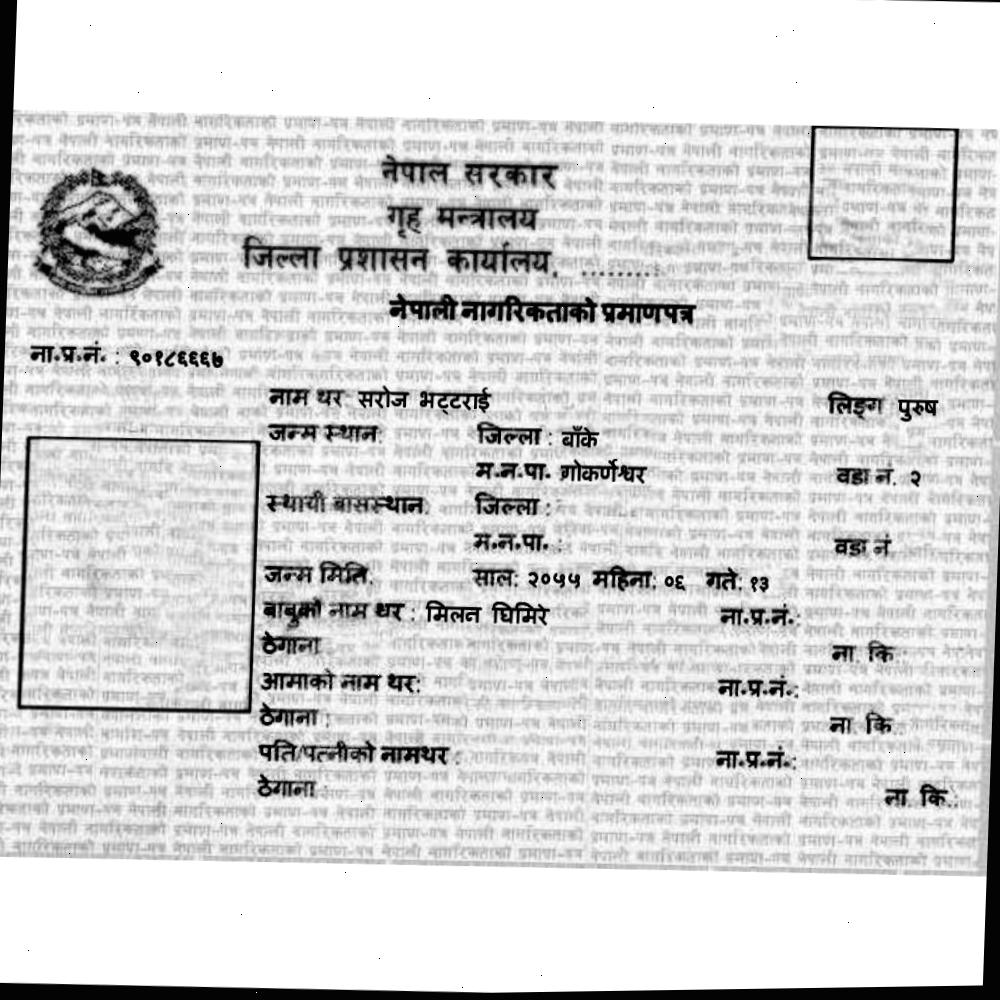 नेपाल सरकार
गृह मन्त्रालय
जिल्ला प्रशासन कार्यालय, .........
नेपाली नागरिकताको प्रमाणपत्र
ना.प्र.नं. : ९०१८६६६७
नाम थर: सरोज भट्टराई लिङ्ग पुरुष
जन्म स्थान: जिल्ला : बाँके
म.न.पा. गोकर्णेश्वर वडा नं. २
स्थायी बासस्थान: जिल्ला :
म.न.पा. : वडा नं
जन्म मिति: साल: २०५५ महिना: ०६ गते: १३
बाबुको नाम थर : मिलन घिमिरे ना.प्र.नं.:
ठेगाना ना. कि.:
आमाको नाम थर: ना.प्र.नं.:
ठेगाना : ना. कि.:
पति/पत्नीको नामथर : ना.प्र.नं.:
ठेगाना : ना. कि.: